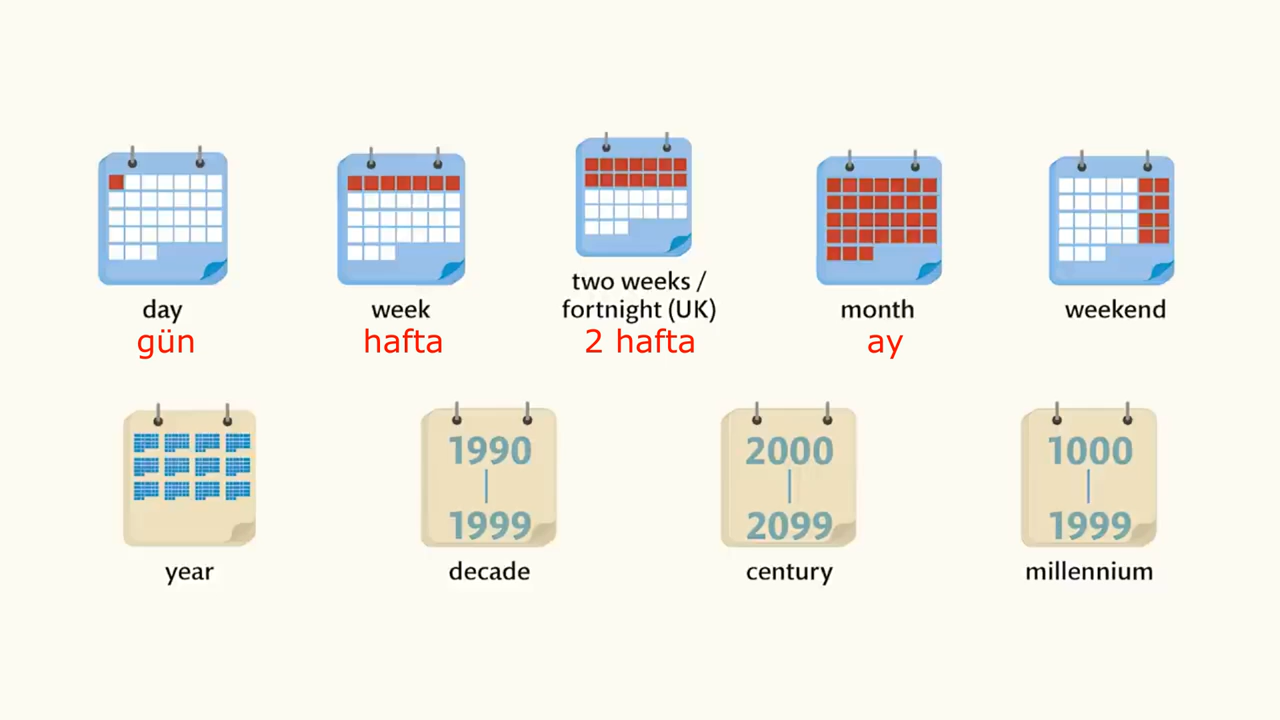 day
week
two weeks /
fortnight (UK)
month
weekend
gün
hafta
2 hafta
ay
1990
1999
2000
2099
1000
1999
year
decade
century
millennium